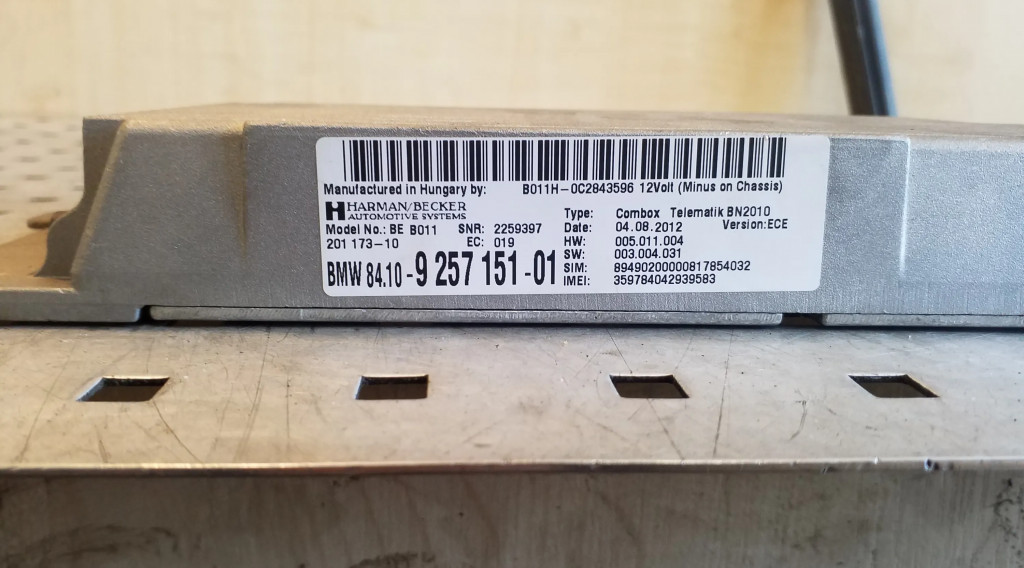 Manufactured in Hungary by: B011H-0C2843596 12Volt (Minus on Chassis)
HARMAN/BECKER
AUTOMOTIVE SYSTEMS
Model No.: BE B011 SNR: 2259397
201 173-10 EC: 019
BMW 84.10-9 257 151-01
Type: Combox Telematik BN2010
Date: 04.08.2012 Version:ECE
HW: 005.011.004
SW: 003.004.031
SIM: 89490200000817854032
IMEI: 359784042939583